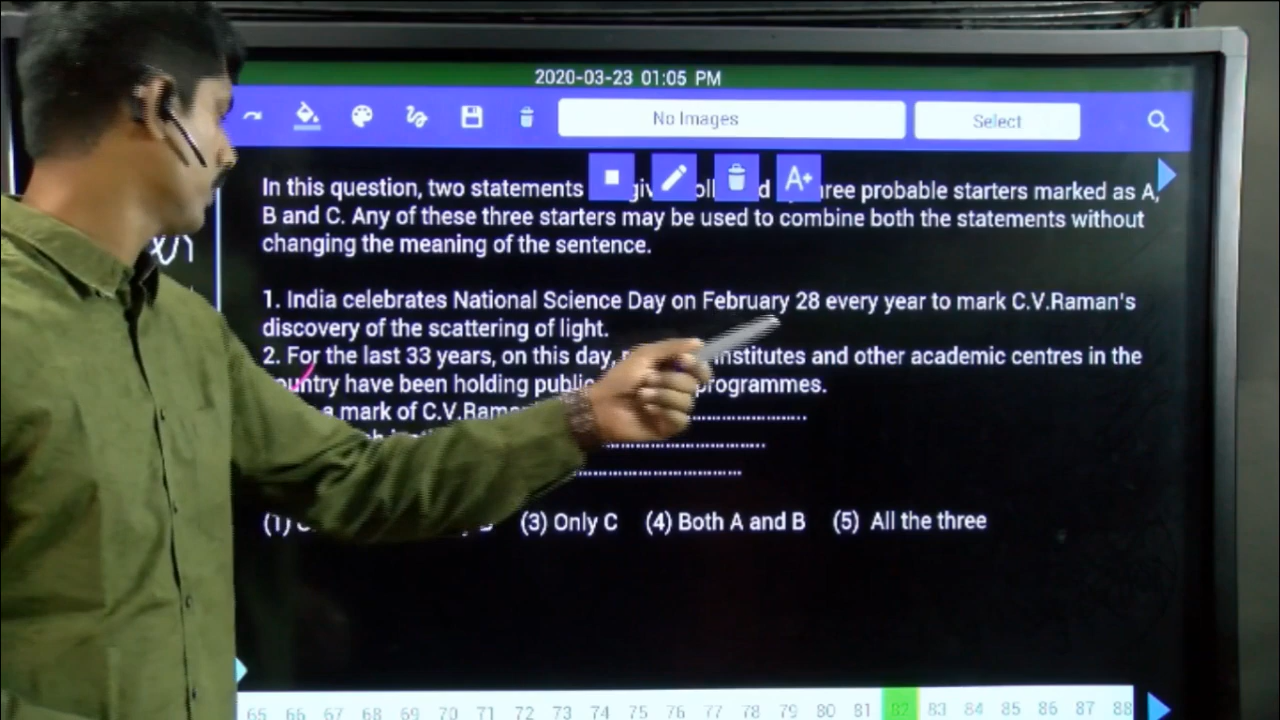 2020-03-23 01:05 PM
No Images
Select
A+
In this question, two statements probable starters marked as A,
B and C. Any of these three starters may be used to combine both the statements without
changing the meaning of the sentence.
1. India celebrates National Science Day on February 28 every year to mark C.V.Raman's
discovery of the scattering of light.
2. For the last 33 years, on this day, institutes and other academic centres in the
country have been holding public programmes.
a mark of ....................
....................
....................
(1) (3) Only C (4) Both A and B (5) All the three
65 66 67 68 69 70 71 72 73 74 75 76 77 78 79 80 81 82 83 84 85 86 87 88